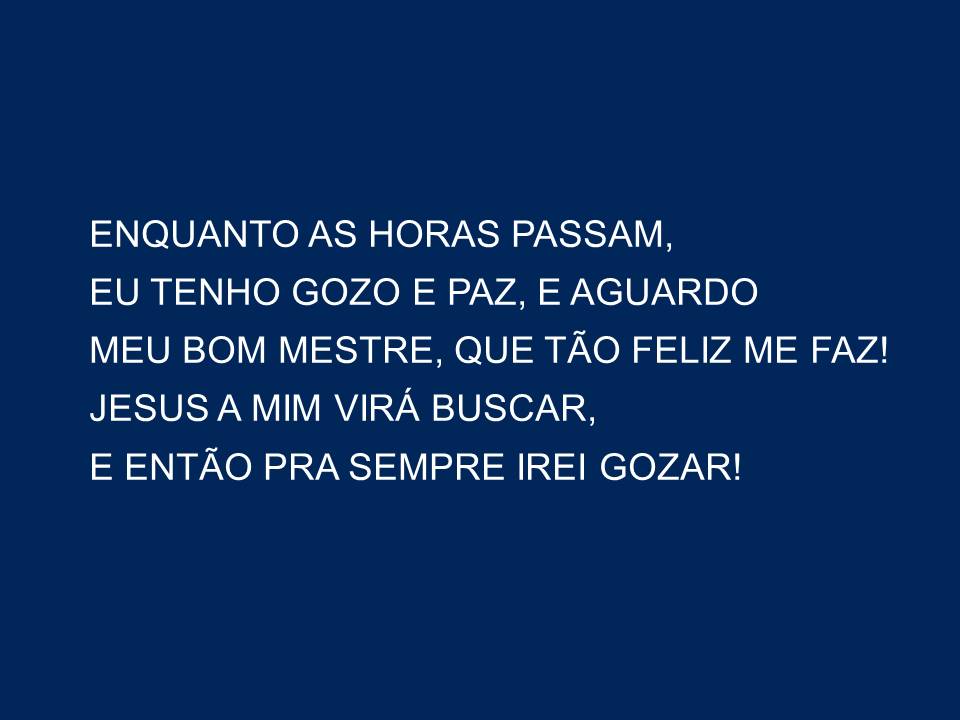 ENQUANTO AS HORAS PASSAM,
EU TENHO GOZO E PAZ, E AGUARDO
MEU BOM MESTRE, QUE TÃO FELIZ ME FAZ!
JESUS A MIM VIRÁ BUSCAR,
E ENTÃO PRA SEMPRE IREI GOZAR!